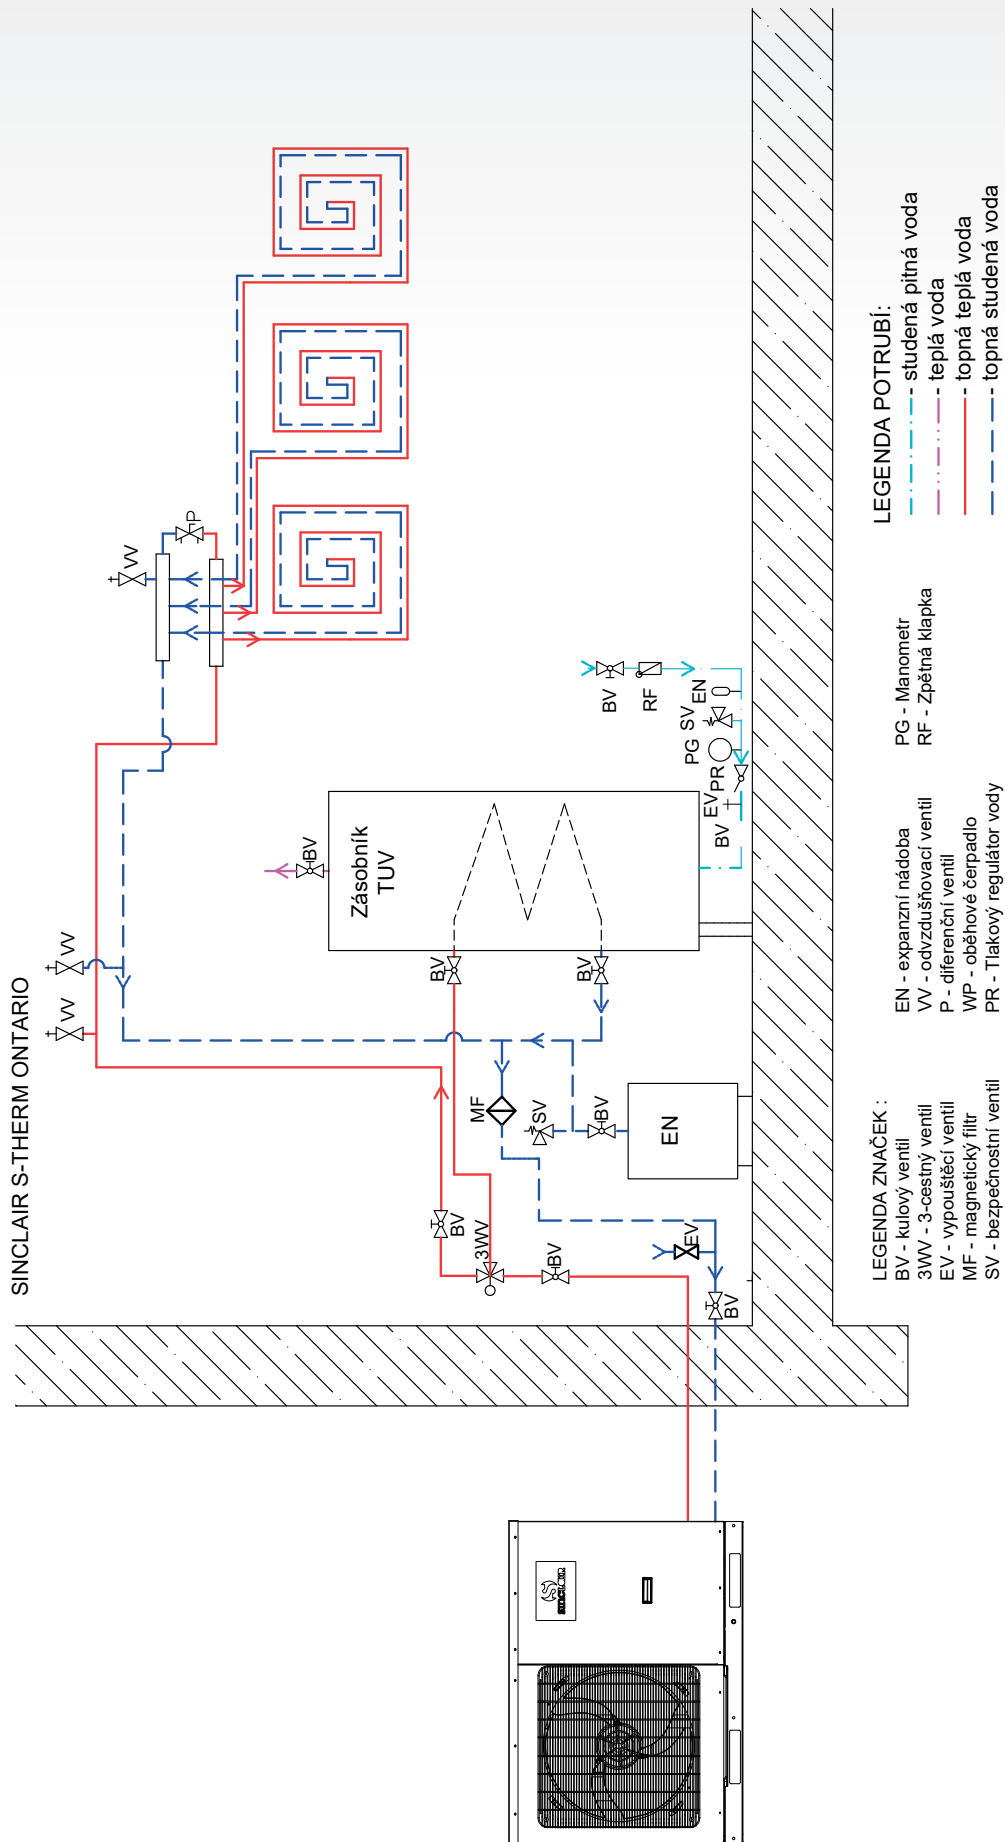 SINCLAIR S-THERM ONTARIO
VV
VV
VV
P
BV
3WV
BV
BV
EV
MF
SV
BV
EN
BV
BV
BV
Zásobník
TUV
BV
EV
PR
PG
SV
EN
BV
RF
SINCLAIR
LEGENDA ZNAČEK :
BV - kulový ventil
3WV - 3-cestný ventil
EV - vypouštěcí ventil
MF - magnetický filtr
SV - bezpečnostní ventil
EN - expanzní nádoba
VV - odvzdušňovací ventil
P - diferenční ventil
WP - oběhové čerpadlo
PR - Tlakový regulátor vody
PG - Manometr
RF - Zpětná klapka
LEGENDA POTRUBÍ:
- studená pitná voda
- teplá voda
- topná teplá voda
- topná studená voda